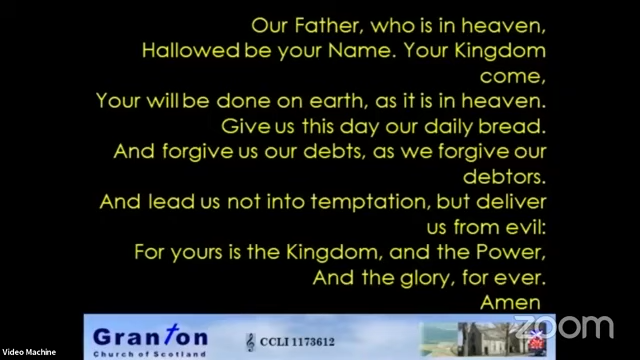 Our Father, who is in heaven,
Hallowed be your Name. Your Kingdom
come,
Your will be done on earth, as it is in heaven.
Give us this day our daily bread.
And forgive us our debts, as we forgive our
debtors.
And lead us not into temptation, but deliver
us from evil:
For yours is the Kingdom, and the Power,
And the glory, for ever.
Amen
Granton
Church of Scotland
CCLI 1173612
zoom
Video Machine